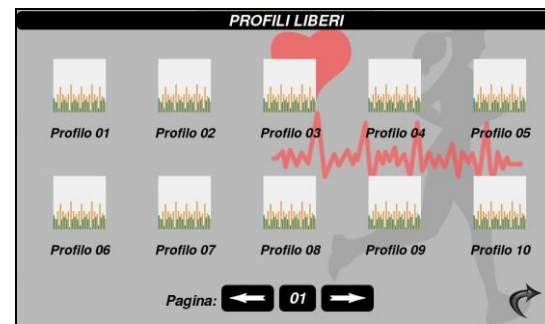 PROFILI LIBERI
Profilo 01 Profilo 02 Profilo 03 Profilo 04 Profilo 05
Profilo 06 Profilo 07 Profilo 08 Profilo 09 Profilo 10
Pagina: 01